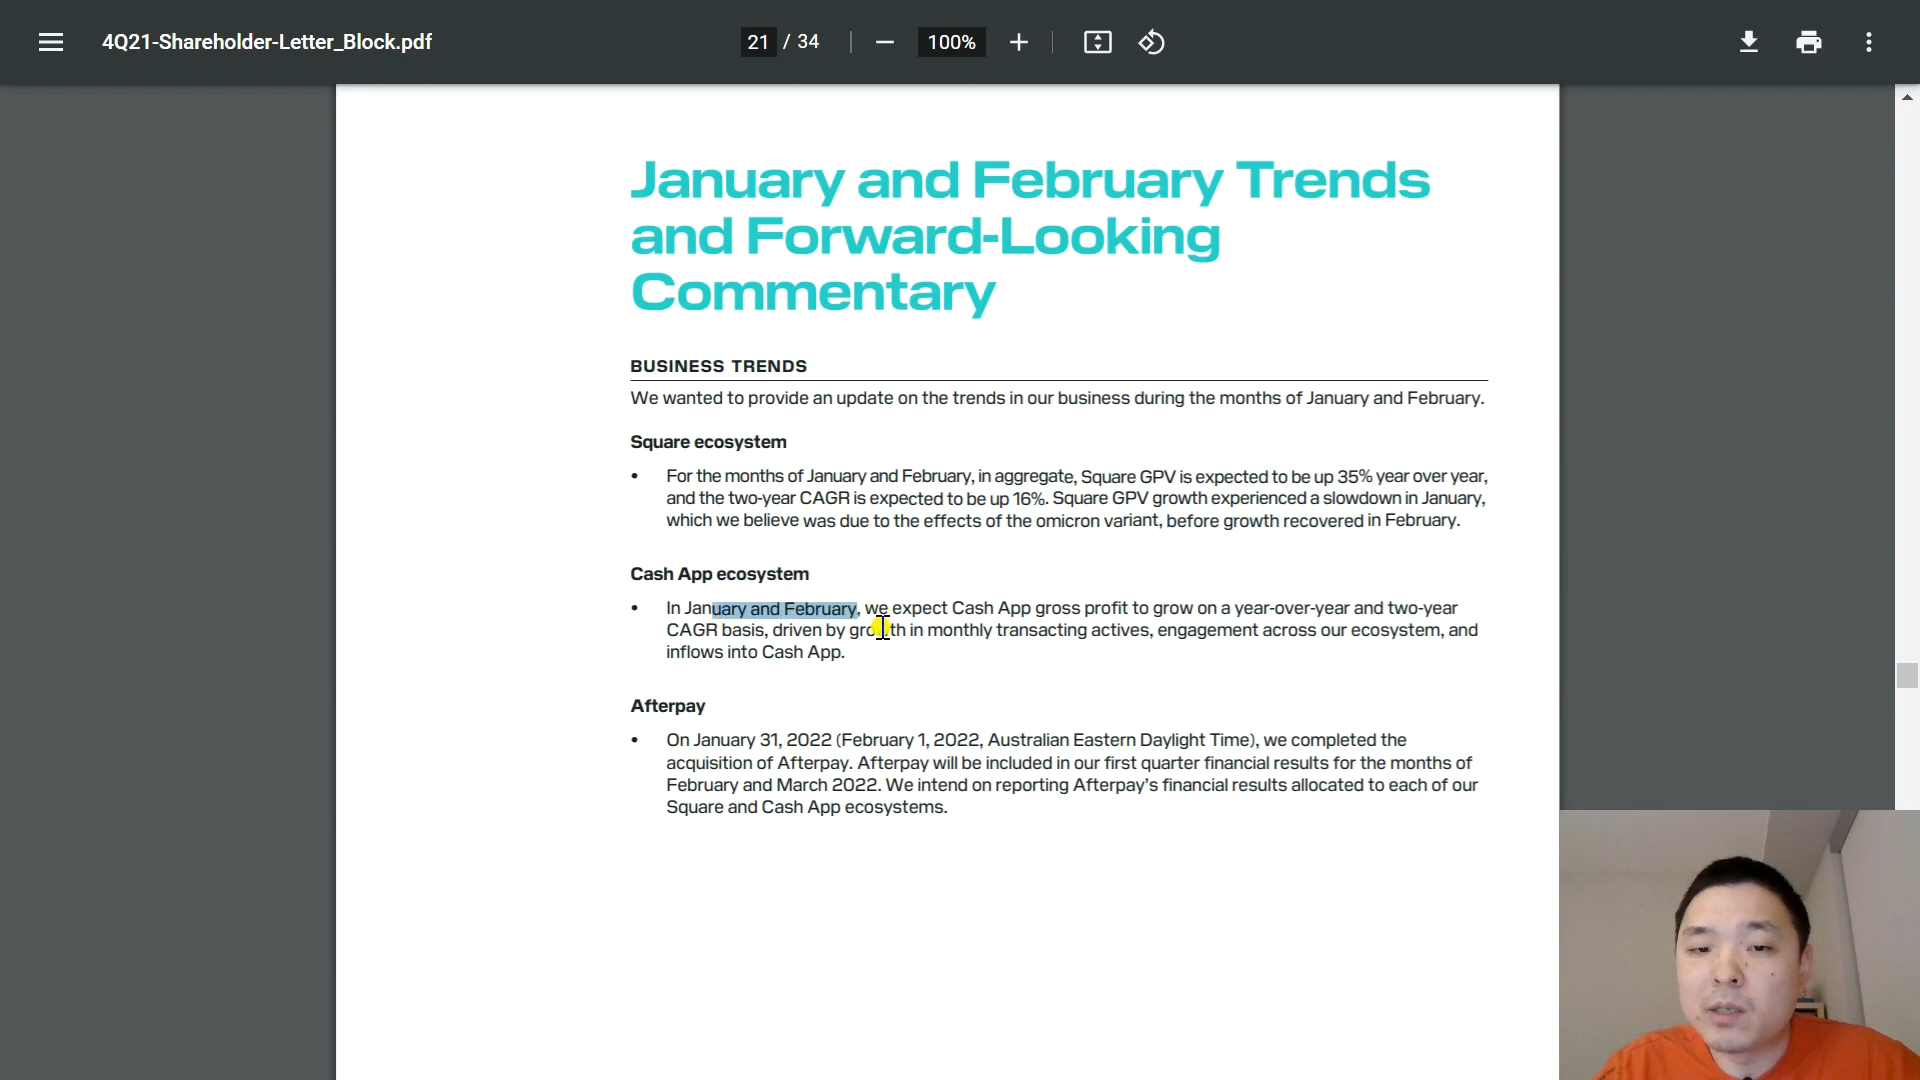 4Q21-Shareholder-Letter_Block.pdf
21 / 34
100%
January and February Trends
and Forward-Looking
Commentary
BUSINESS TRENDS
We wanted to provide an update on the trends in our business during the months of January and February.
Square ecosystem
• For the months of January and February, in aggregate, Square GPV is expected to be up 35% year over year,
and the two-year CAGR is expected to be up 16%. Square GPV growth experienced a slowdown in January,
which we believe was due to the effects of the omicron variant, before growth recovered in February.
Cash App ecosystem
• In January and February, we expect Cash App gross profit to grow on a year-over-year and two-year
CAGR basis, driven by growth in monthly transacting actives, engagement across our ecosystem, and
inflows into Cash App.
Afterpay
• On January 31, 2022 (February 1, 2022, Australian Eastern Daylight Time), we completed the
acquisition of Afterpay. Afterpay will be included in our first quarter financial results for the months of
February and March 2022. We intend on reporting Afterpay's financial results allocated to each of our
Square and Cash App ecosystems.